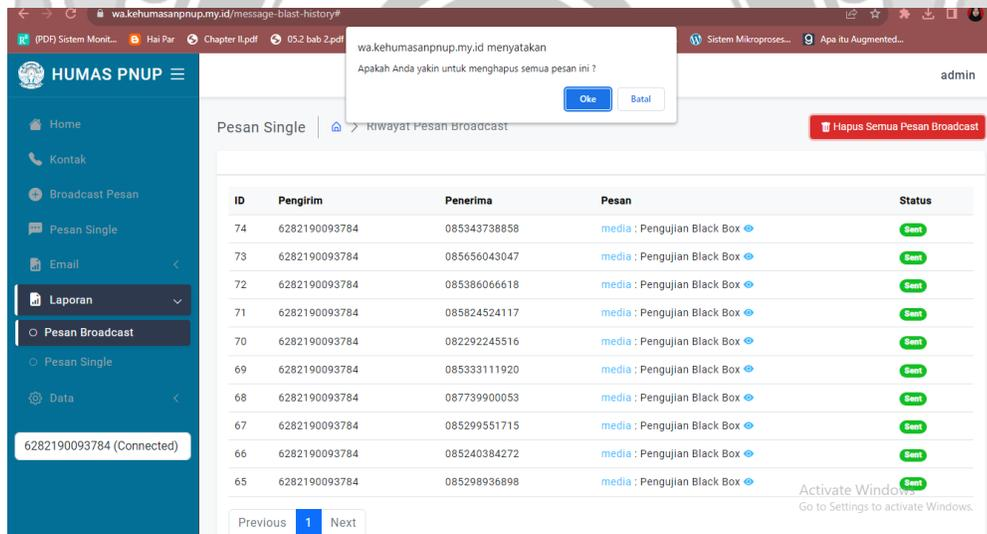 wa.kehumasanpnup.my.id/message-blast-history#
(PDF) Sistem Monit... Hai Par Chapter II.pdf 05.2 bab 2.pdf Sistem Mikroproses... Apa itu Augmented...
wa.kehumasanpnup.my.id menyatakan
Apakah Anda yakin untuk menghapus semua pesan ini ?
Oke Batal
HUMAS PNUP
admin
Home
Kontak
Broadcast Pesan
Pesan Single
Email
Laporan
Pesan Broadcast
Pesan Single
Data
6282190093784 (Connected)
Pesan Single > Riwayat Pesan Broadcast
Hapus Semua Pesan Broadcast
ID Pengirim Penerima Pesan Status
74 6282190093784 085343738858 media : Pengujian Black Box Sent
73 6282190093784 085656043047 media : Pengujian Black Box Sent
72 6282190093784 085386066618 media : Pengujian Black Box Sent
71 6282190093784 085824524117 media : Pengujian Black Box Sent
70 6282190093784 082292245516 media : Pengujian Black Box Sent
69 6282190093784 085333111920 media : Pengujian Black Box Sent
68 6282190093784 087739900053 media : Pengujian Black Box Sent
67 6282190093784 085299551715 media : Pengujian Black Box Sent
66 6282190093784 085240384272 media : Pengujian Black Box Sent
65 6282190093784 085298936898 media : Pengujian Black Box Sent
Previous 1 Next
Activate Windows
Go to Settings to activate Windows.